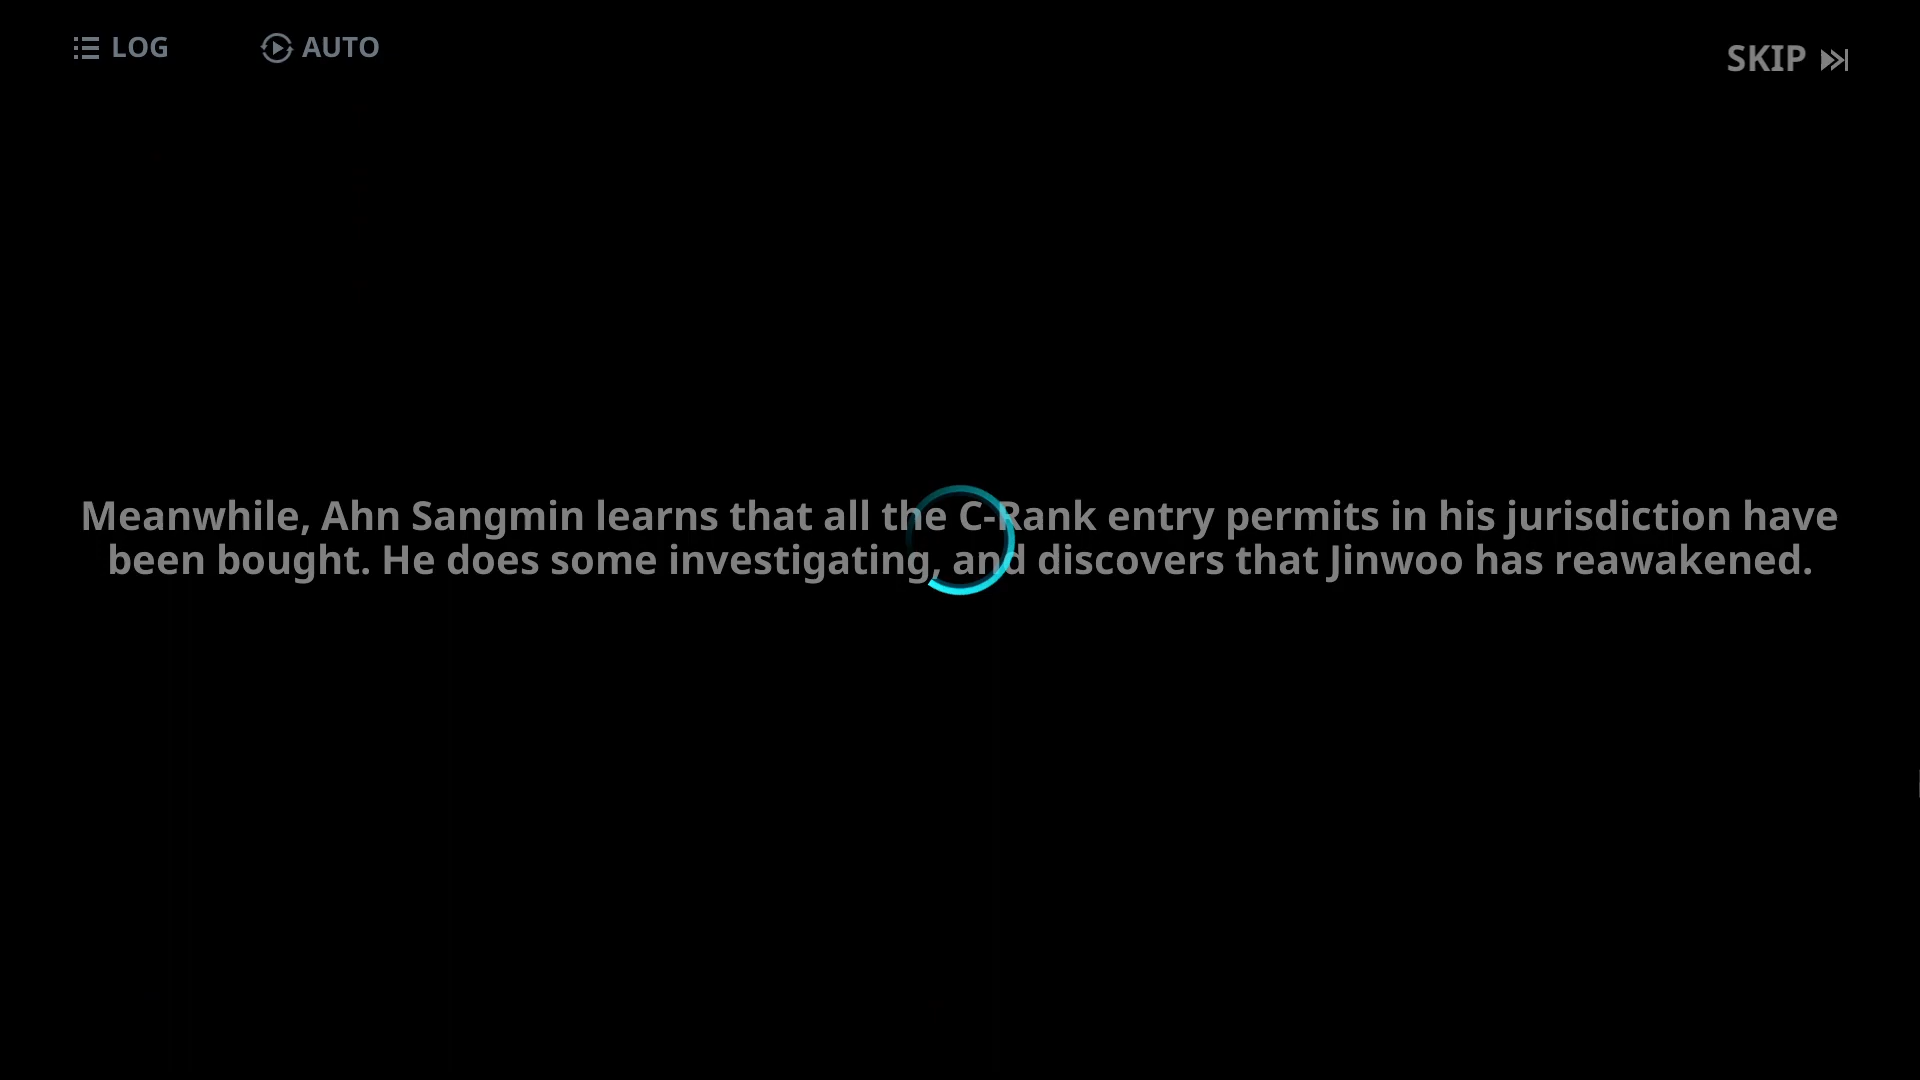 LOG
AUTO
SKIP
Meanwhile, Ahn Sangmin learns that all the C-Rank entry permits in his jurisdiction have
been bought. He does some investigating, and discovers that Jinwoo has reawakened.